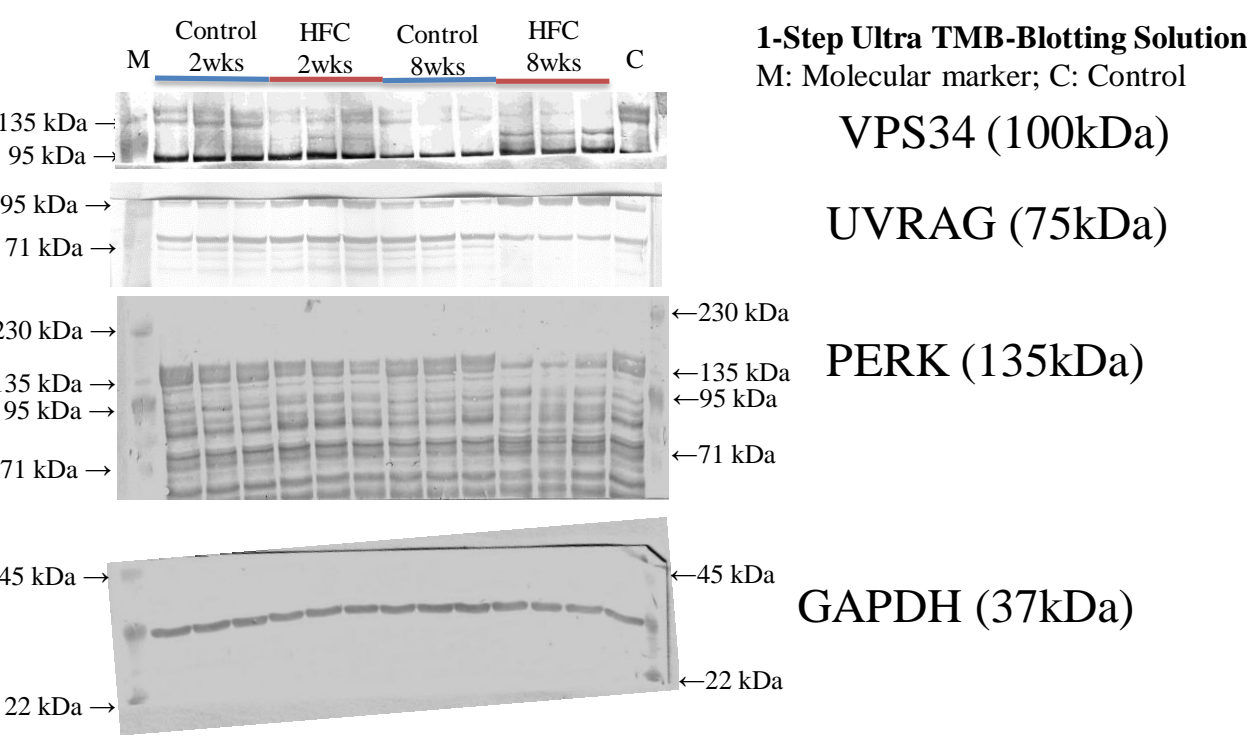 Control HFC Control HFC
M 2wks 2wks 8wks 8wks C
1-Step Ultra TMB-Blotting Solution
M: Molecular marker; C: Control
135 kDa →
95 kDa →
VPS34 (100kDa)
95 kDa →
71 kDa →
UVRAG (75kDa)
230 kDa →
135 kDa →
95 kDa →
71 kDa →
←230 kDa
←135 kDa
←95 kDa
←71 kDa
PERK (135kDa)
45 kDa →
22 kDa →
←45 kDa
←22 kDa
GAPDH (37kDa)